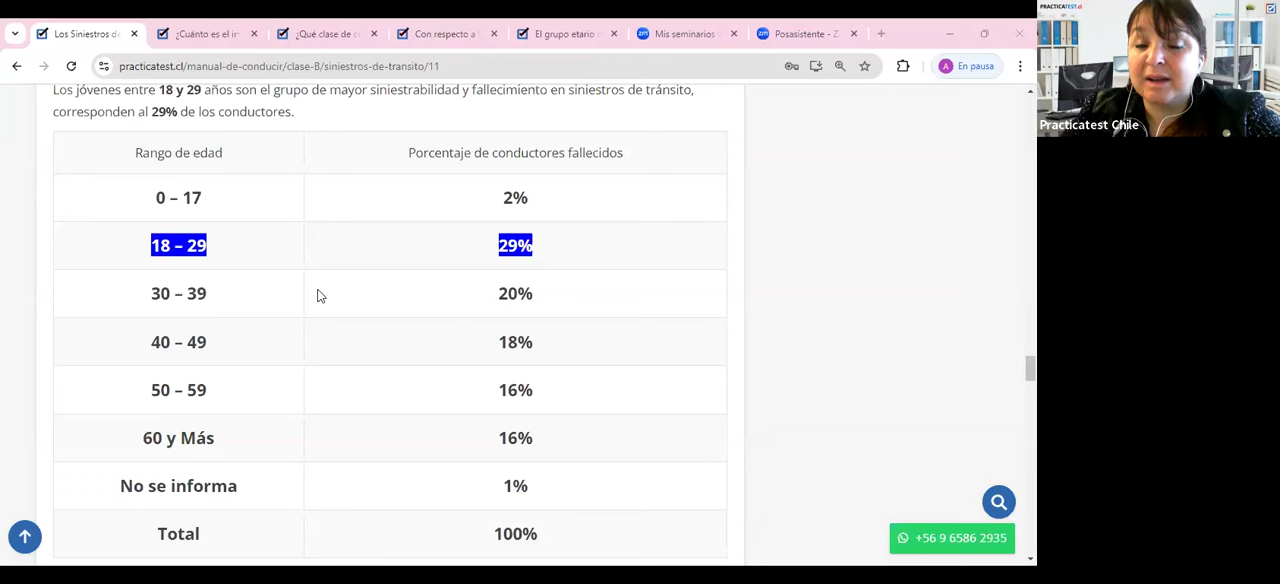 PRACTICATEST.cl
Los Siniestros de
¿Cuánto es el im
¿Qué clase de c
Con respecto a
El grupo etario
Mis seminarios
Posasistente - Z
practicatest.cl/manual-de-conducir/clase-B/siniestros-de-transito/11
A
En pausa
Practicatest Chile
Los jóvenes entre 18 y 29 años son el grupo de mayor siniestrabilidad y fallecimiento en siniestros de tránsito,
corresponden al 29% de los conductores.
Rango de edad Porcentaje de conductores fallecidos
0 – 17 2%
18 – 29 29%
30 – 39 20%
40 – 49 18%
50 – 59 16%
60 y Más 16%
No se informa 1%
Total 100%
+56 9 6586 2935